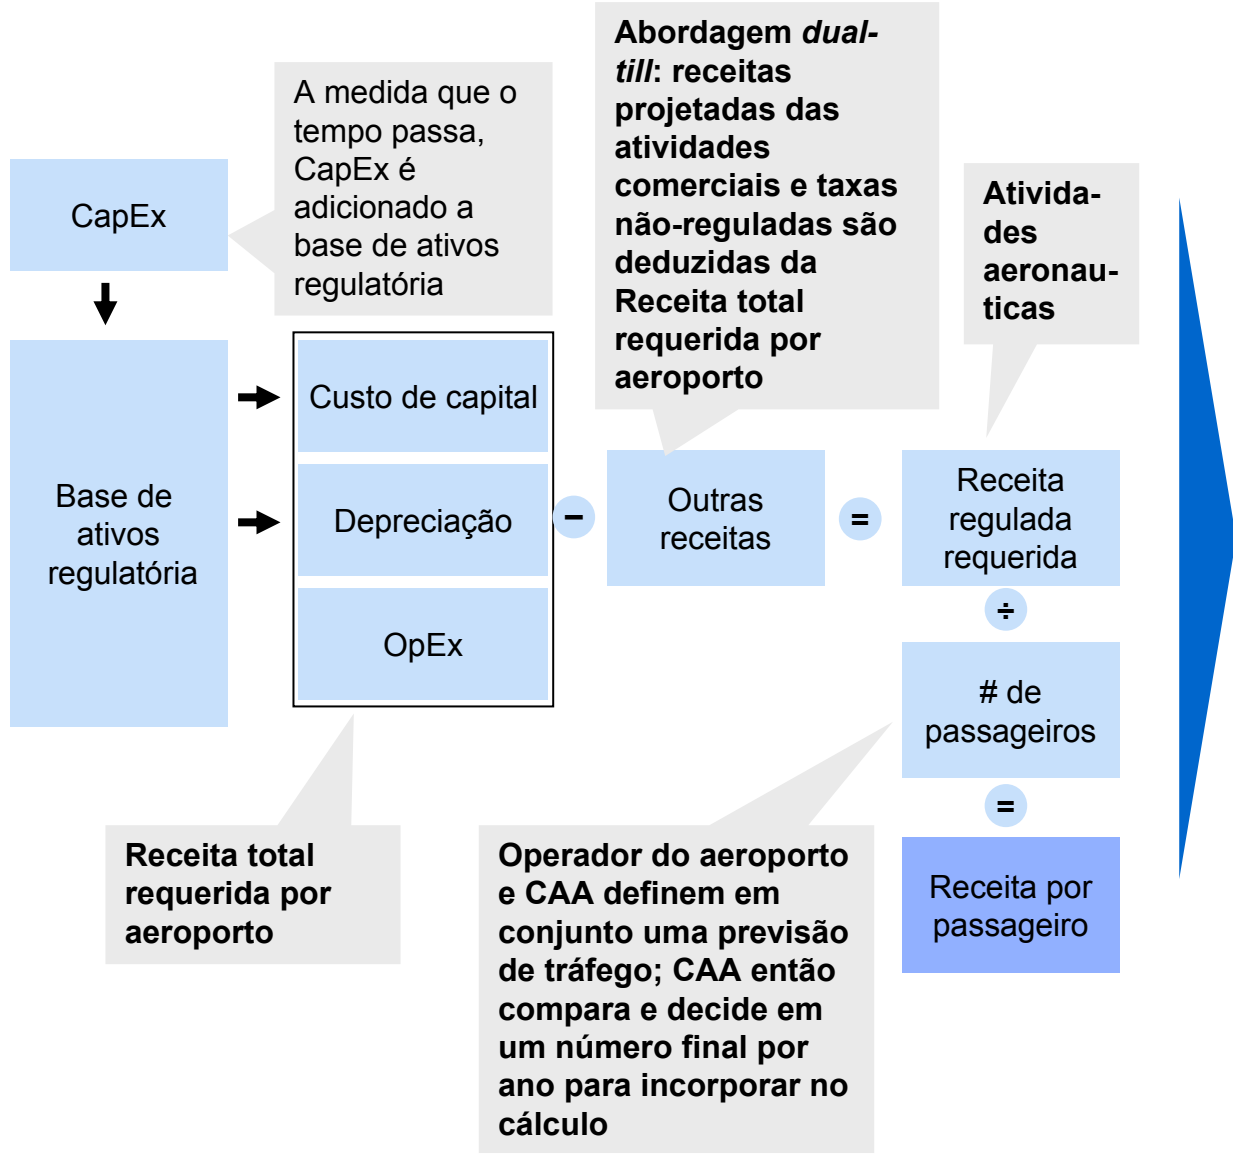 Abordagem dual-
till: receitas
projetadas das
atividades
comerciais e taxas
não-reguladas são
deduzidas da
Receita total
requerida por
aeroporto
A medida que o
tempo passa,
CapEx é
adicionado a
base de ativos
regulatória
CapEx
Ativida-
des
aeronau-
ticas
Base de
ativos
regulatória
Custo de capital
Depreciação
OpEx
–
Outras
receitas
=
Receita
regulada
requerida
÷
# de
passageiros
=
Receita por
passageiro
Receita total
requerida por
aeroporto
Operador do aeroporto
e CAA definem em
conjunto uma previsão
de tráfego; CAA então
compara e decide em
um número final por
ano para incorporar no
cálculo